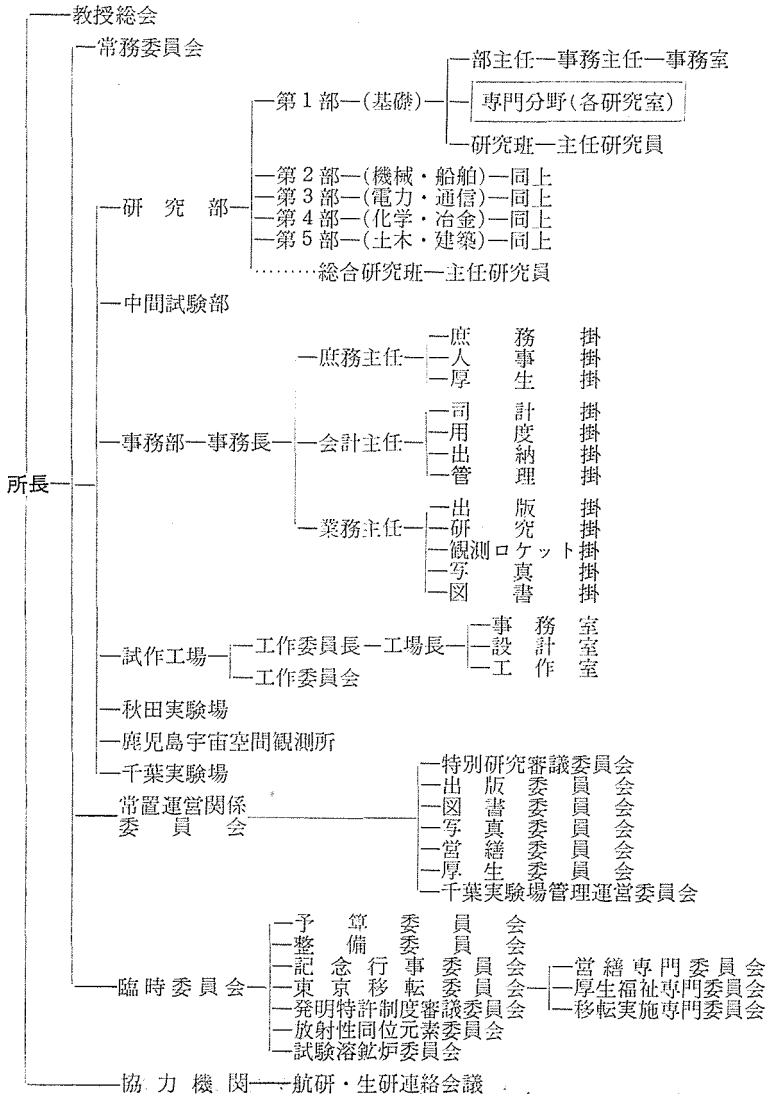 教授総会
常務委員会
部主任―事務主任―事務室
第1部―(基礎)
専門分野(各研究室)
研究班―主任研究員
第2部―(機械・船舶)―同上
第3部―(電力・通信)―同上
研究部
第4部―(化学・冶金)―同上
第5部―(土木・建築)―同上
総合研究班―主任研究員
中間試験部
庶務掛
庶務主任
人事掛
厚生掛
司計掛
用度掛
事務部―事務長
会計主任
出納掛
管理掛
所長
出版掛
業務主任
研究掛
観測ロケット掛
写真掛
図書掛
事務室
試作工場
工作委員長―工場長
設計室
工作室
工作委員会
秋田実験場
鹿児島宇宙空間観測所
千葉実験場
特別研究審議委員会
出版委員会
常置運営関係
委員会
図書委員会
写真委員会
営繕委員会
厚生委員会
千葉実験場管理運営委員会
予算委員会
整備委員会
記念行事委員会
営繕専門委員会
臨時委員会
東京移転委員会
厚生福祉専門委員会
発明特許制度審議委員会
移転実施専門委員会
放射性同位元素委員会
試験溶鉱炉委員会
協力機関―航研・生研連絡会議